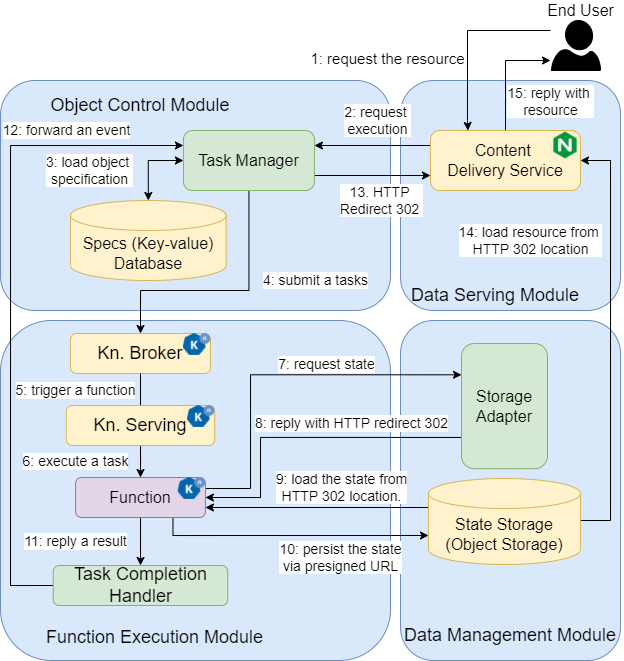 End User
1: request the resource
15: reply with
resource
Object Control Module
12: forward an event
2: request
execution
Task Manager
Content
Delivery Service
N
3: load object
specification
13. HTTP
Redirect 302
Specs (Key-value)
Database
14: load resource from
HTTP 302 location
4: submit a tasks
Data Serving Module
Kn. Broker
K
n
7: request state
5: trigger a function
Storage
Adapter
Kn. Serving
K
n
8: reply with HTTP redirect 302
6: execute a task
9: load the state from
HTTP 302 location.
Function
K
n
State Storage
(Object Storage)
11: reply a result
10: persist the state
via presigned URL
Task Completion
Handler
Function Execution Module
Data Management Module